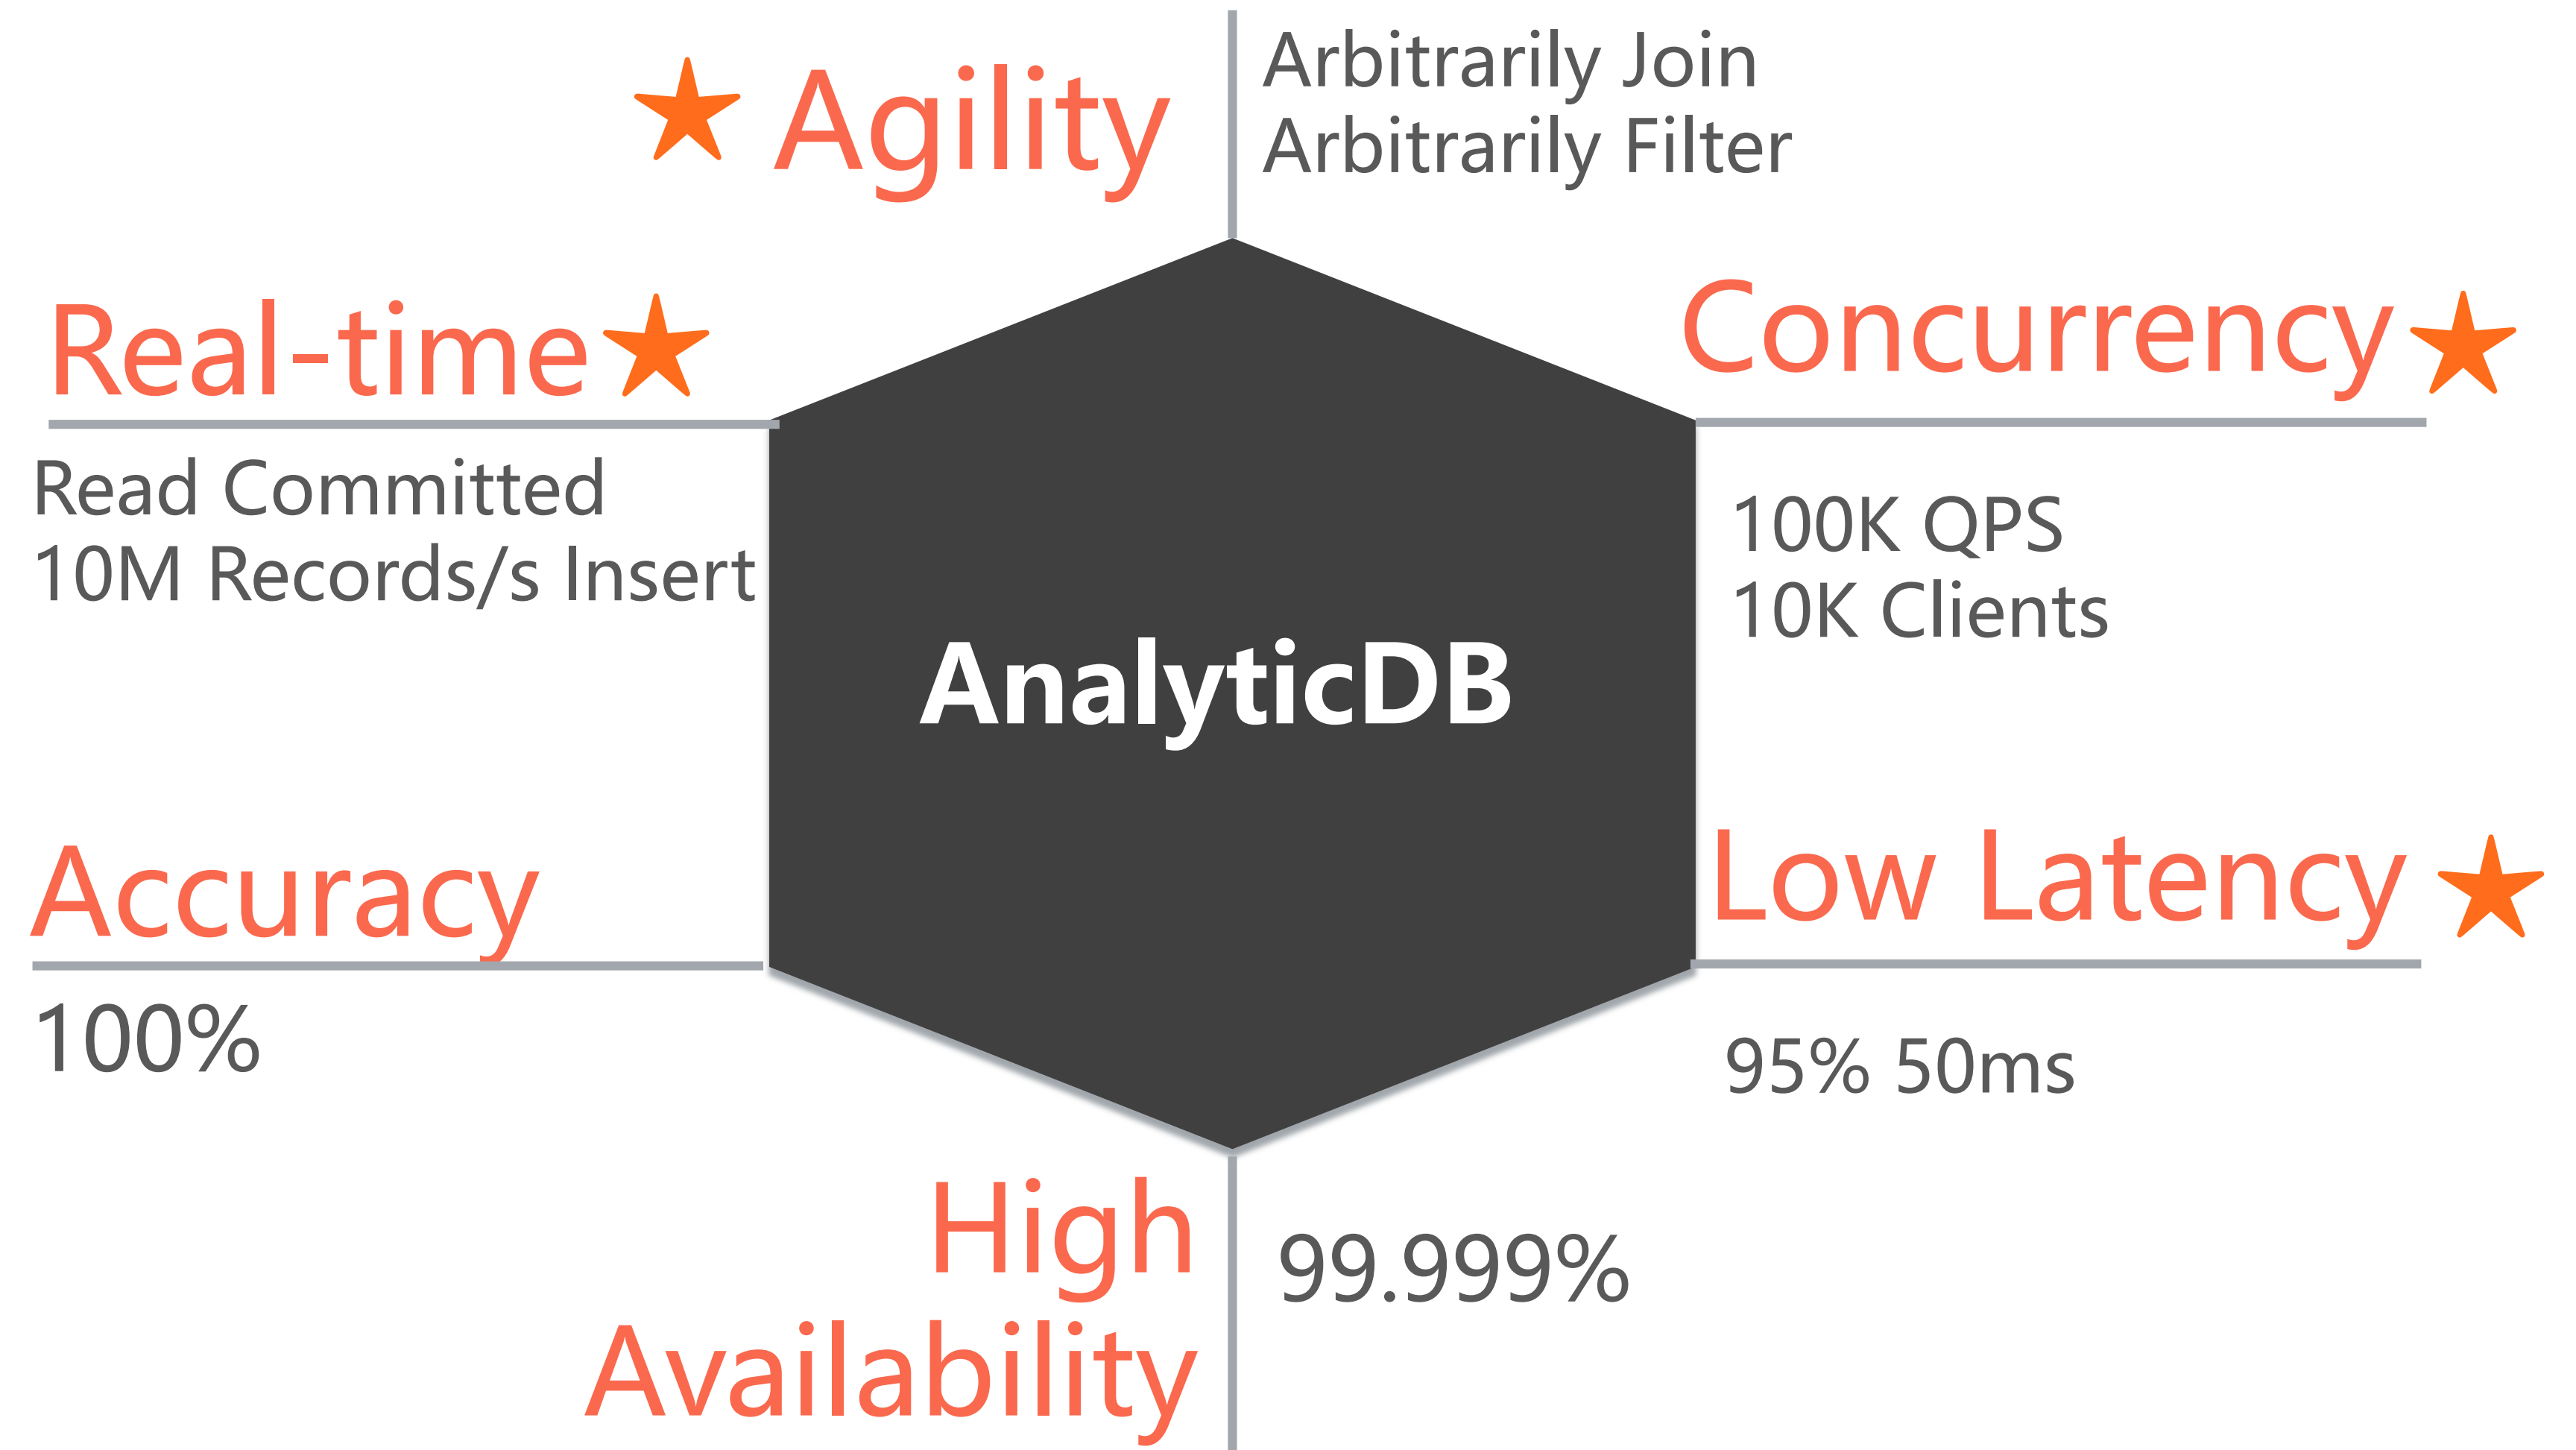 Agility
Arbitrarily Join
Arbitrarily Filter
Real-time
Read Committed
10M Records/s Insert
Concurrency
100K QPS
10K Clients
AnalyticDB
Accuracy
100%
Low Latency
95% 50ms
High
Availability
99.999%